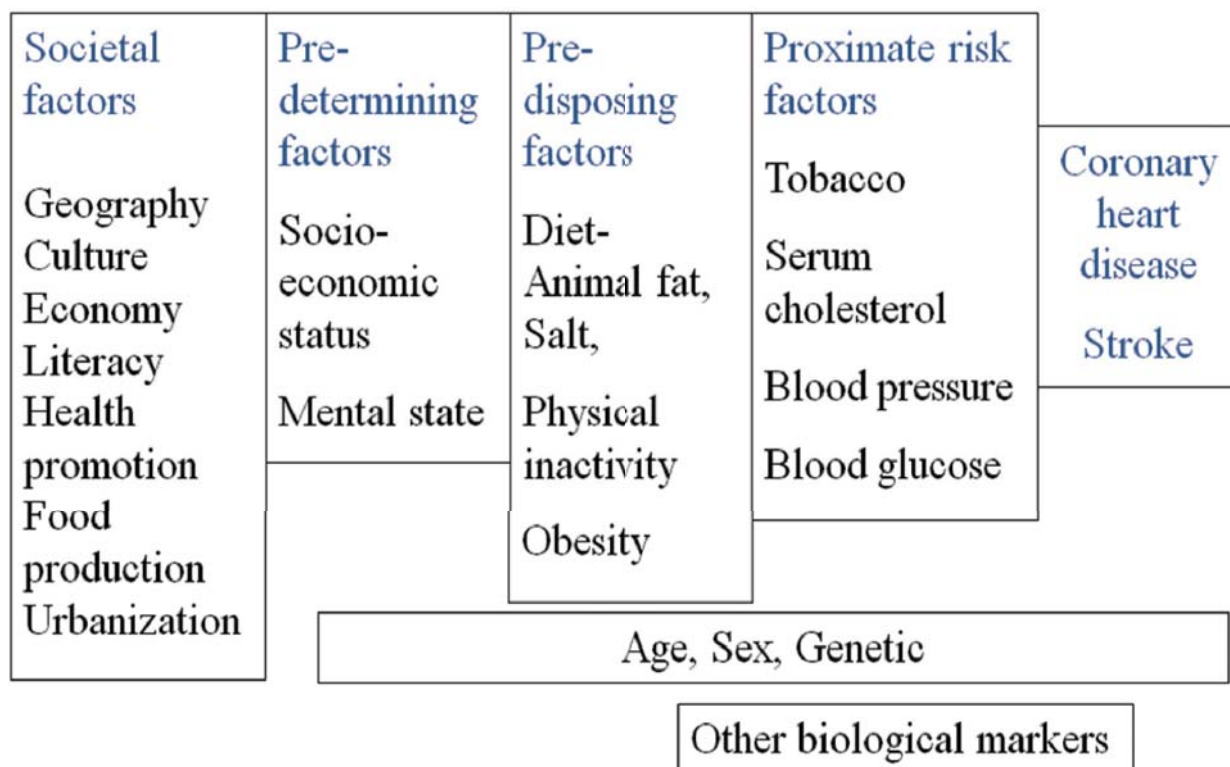 Societal
factors
Geography
Culture
Economy
Literacy
Health
promotion
Food
production
Urbanization
Pre-
determining
factors
Socio-
economic
status
Mental state
Pre-
disposing
factors
Diet-
Animal fat,
Salt,
Physical
inactivity
Obesity
Proximate risk
factors
Tobacco
Serum
cholesterol
Blood pressure
Blood glucose
Coronary
heart
disease
Stroke
Age, Sex, Genetic
Other biological markers